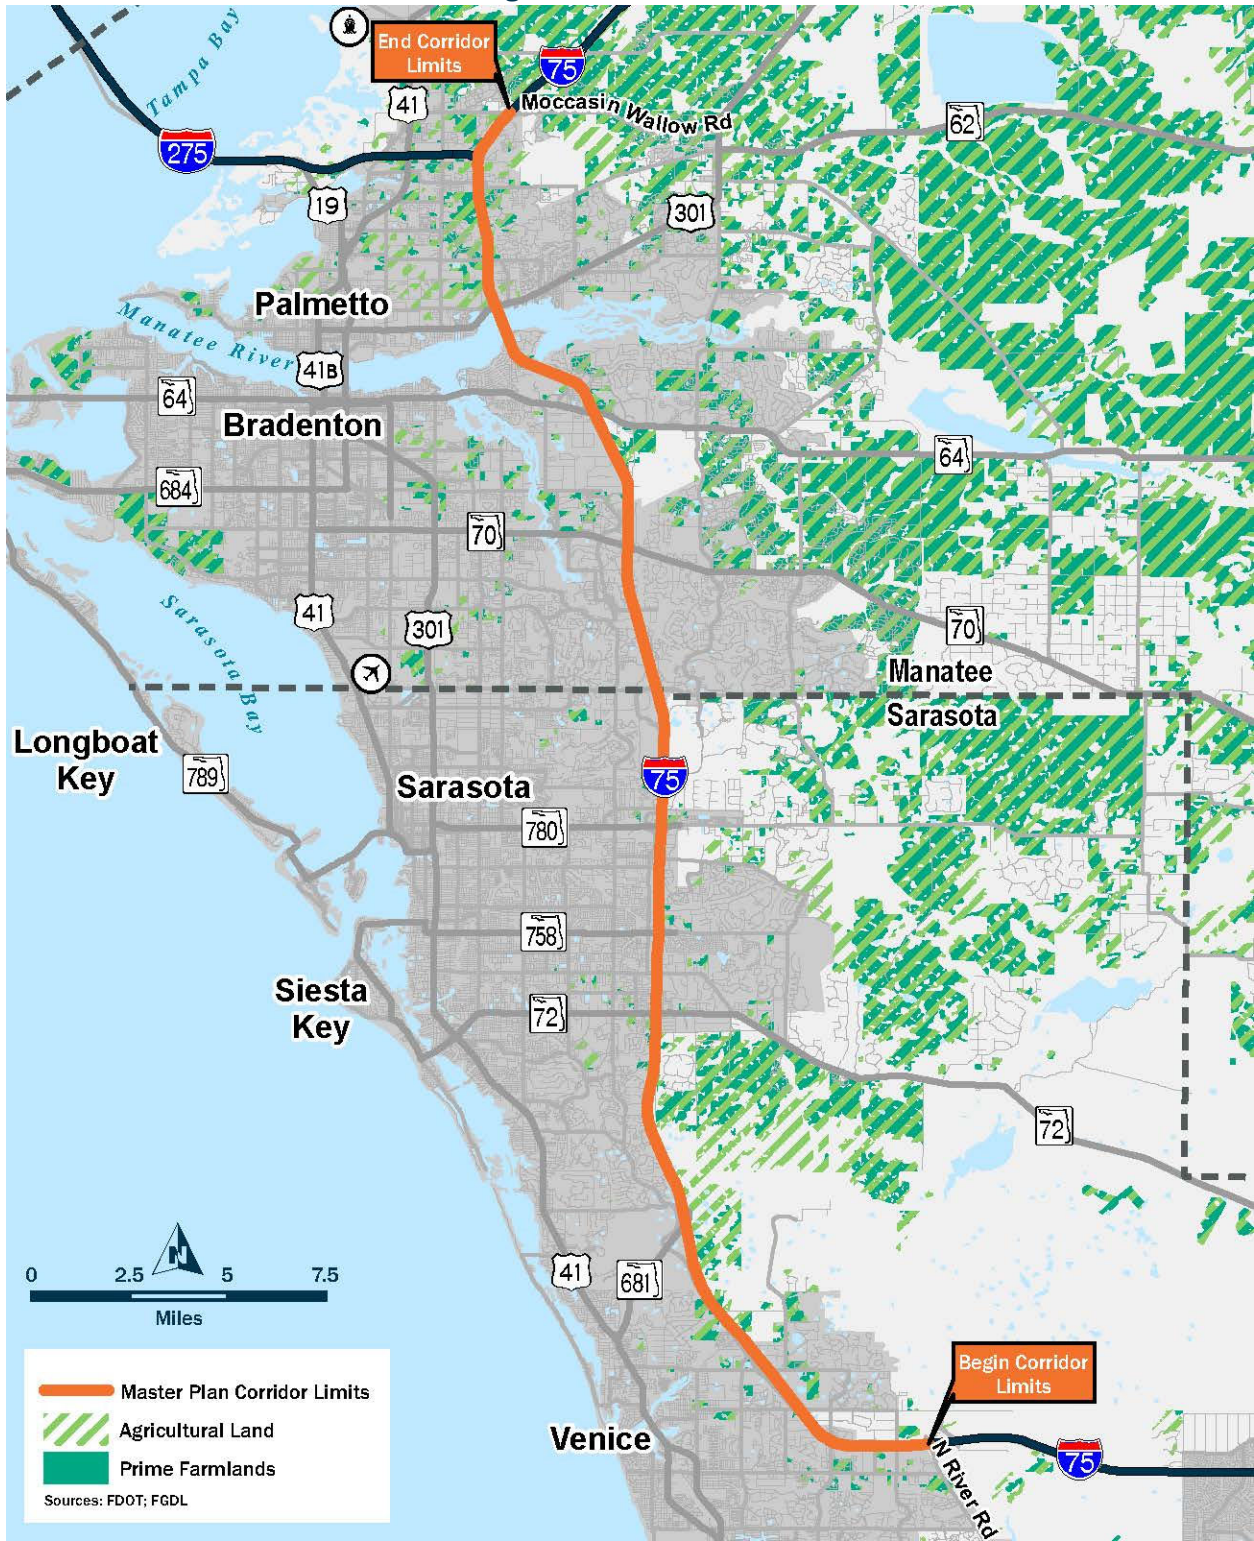 Tampa Bay
End Corridor
Limits
75
41
Moccasin Wallow Rd
62
275
19
301
Palmetto
Manatee River
41B
64
Bradenton
64
684
70
Sarasota Bay
41
301
70
Manatee
Sarasota
Longboat
Key
789
Sarasota
75
780
758
Siesta
Key
72
72
N
0 2.5 5 7.5
Miles
41
681
Begin Corridor
Limits
Venice
75
N River Rd
Master Plan Corridor Limits
Agricultural Land
Prime Farmlands
Sources: FDOT; FGDL